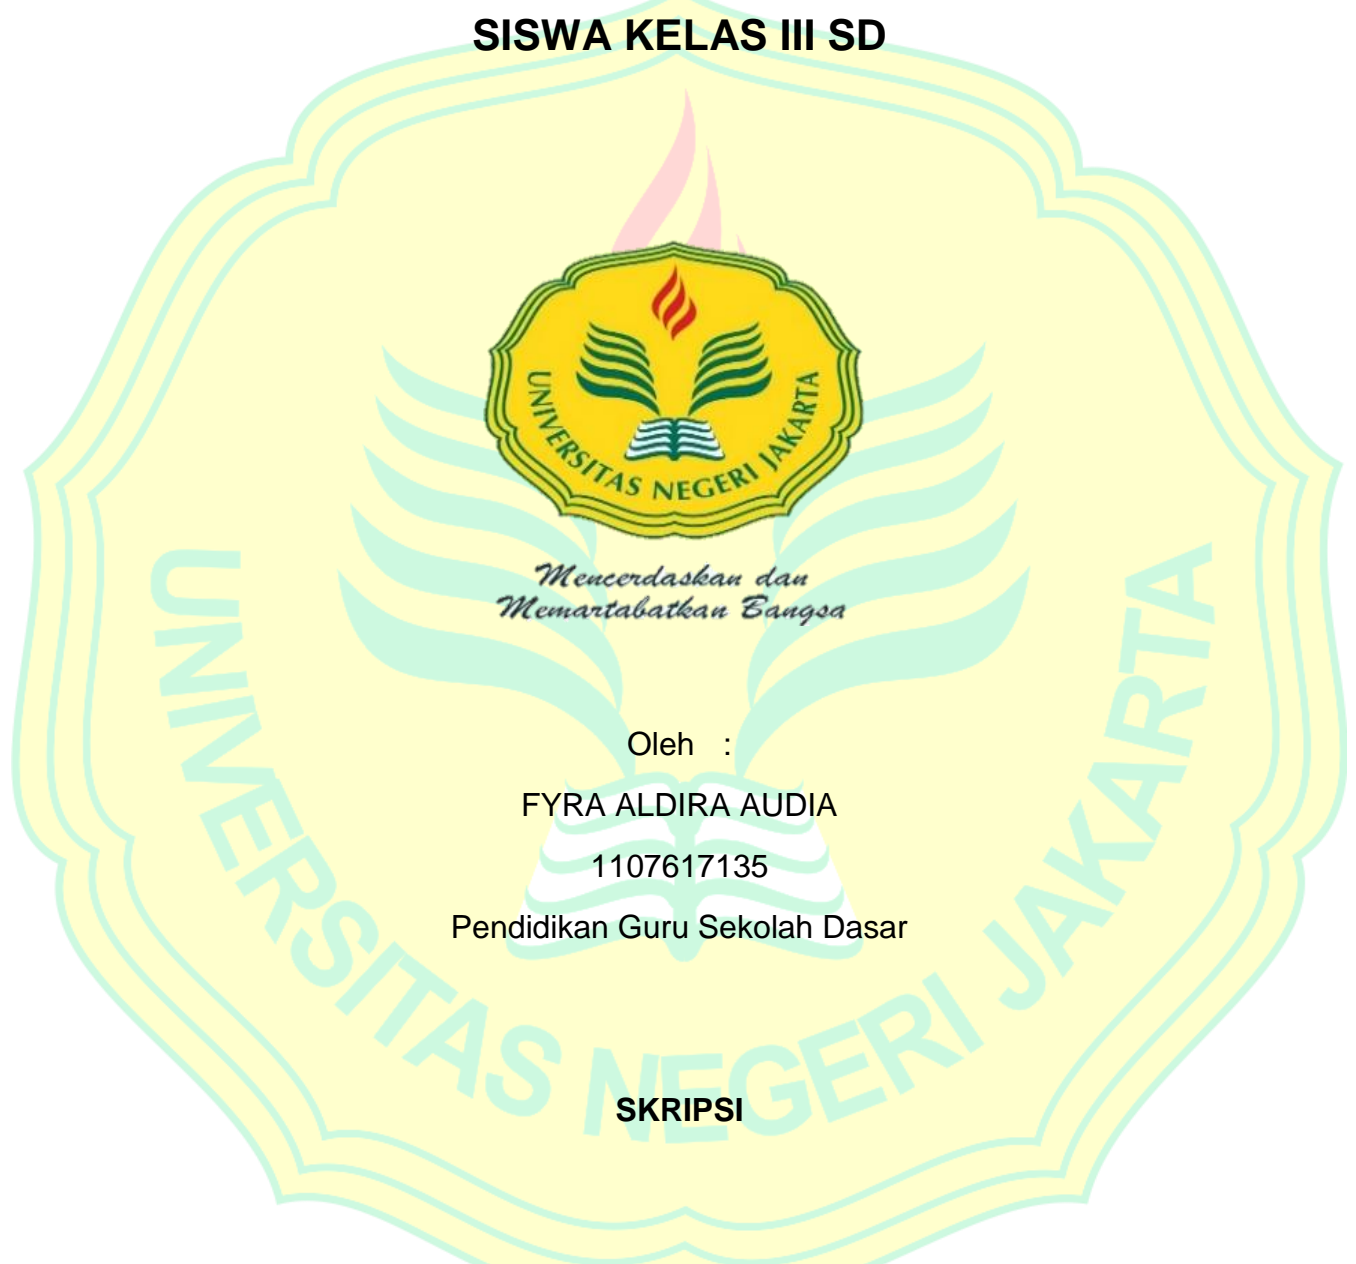 SISWA KELAS III SD
UNIVERSITAS NEGERI JAKARTA
Mencerdaskan dan
Memartabatkan Bangsa
Oleh :
FYRA ALDIRA AUDIA
1107617135
Pendidikan Guru Sekolah Dasar
SKRIPSI
UNIVERSITAS NEGERI JAKARTA